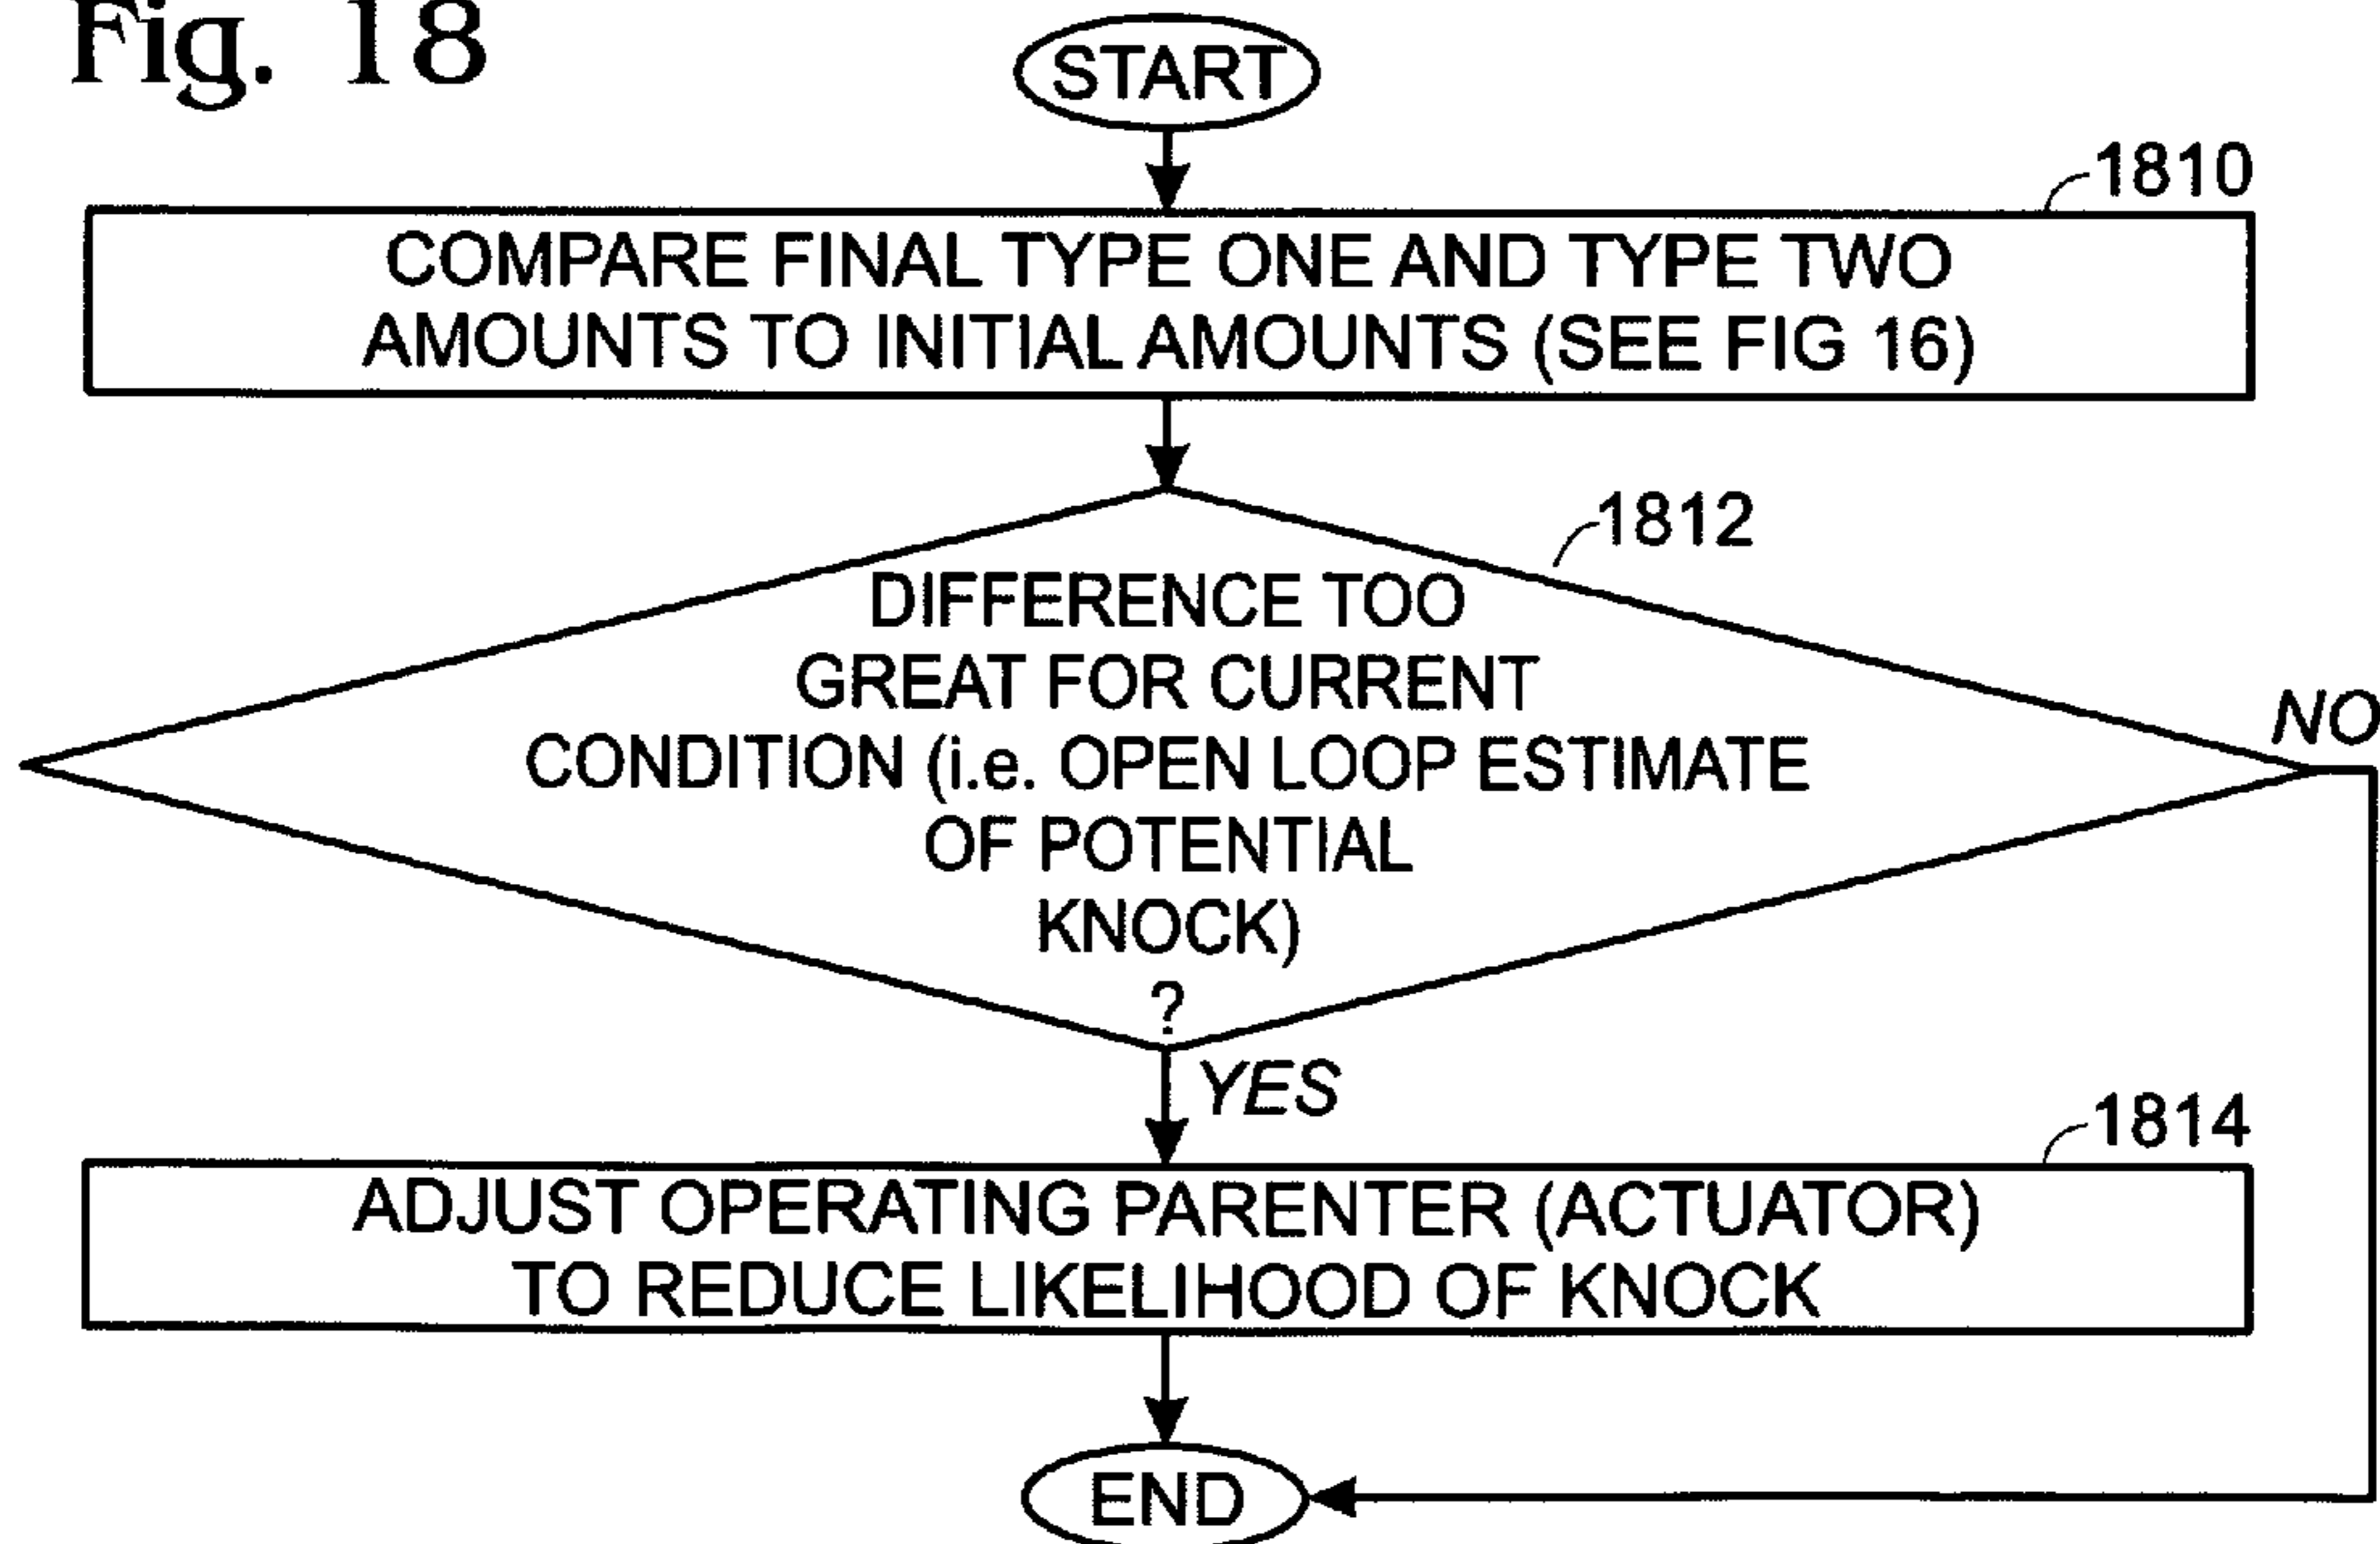 Fig. 18
START
1810
COMPARE FINAL TYPE ONE AND TYPE TWO
AMOUNTS TO INITIAL AMOUNTS (SEE FIG 16)
1812
DIFFERENCE TOO
GREAT FOR CURRENT
CONDITION (i.e. OPEN LOOP ESTIMATE
OF POTENTIAL
KNOCK)
?
NO
YES
1814
ADJUST OPERATING PARENTER (ACTUATOR)
TO REDUCE LIKELIHOOD OF KNOCK
END